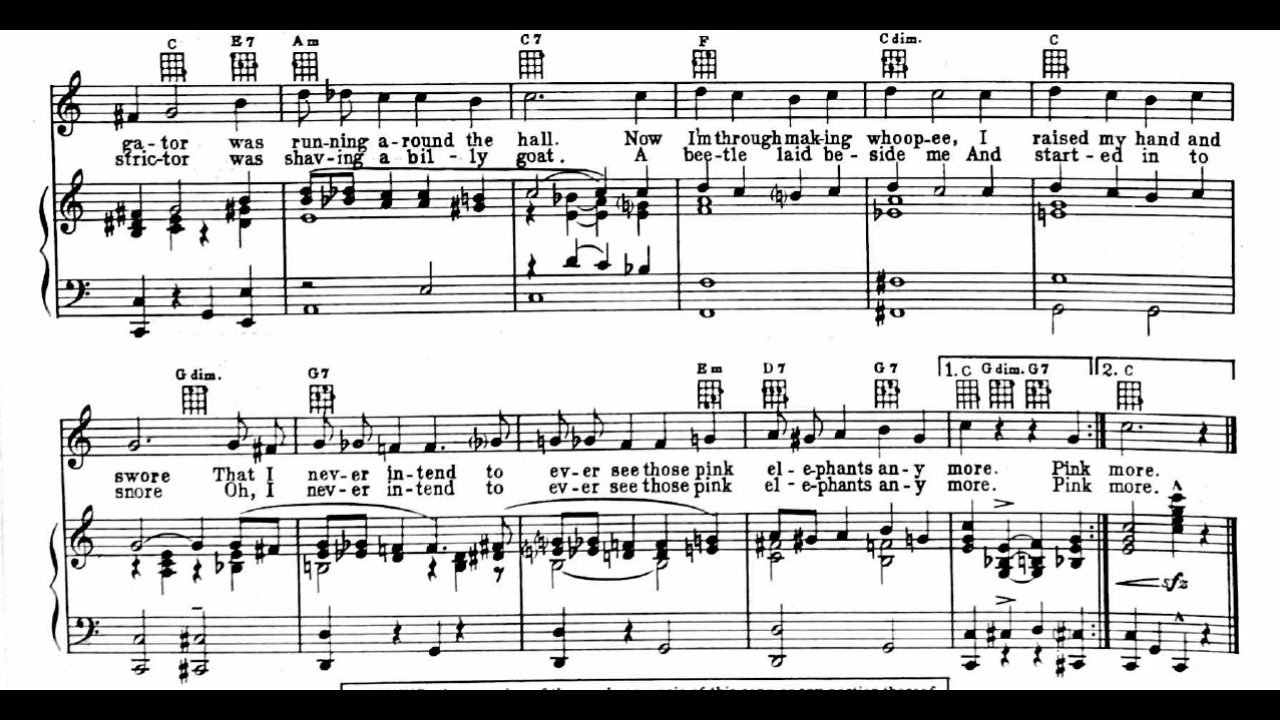 C E7 Am C7 F C dim. C
ga-tor was run-ning a-round the hall. Now I'm through mak-ing whoop-ee, I raised my hand and
stric-tor was shav-ing a bil-ly goat. A bee-tle laid be-side me And start-ed in to
G dim. G7 Em D7 G7 1. C G dim. G7 2. C
swore That I nev-er in-tend to ev-er see those pink el-e-phants an-y more. Pink more.
snore Oh, I nev-er in-tend to ev-er see those pink el-e-phants an-y more. Pink more.
sfz